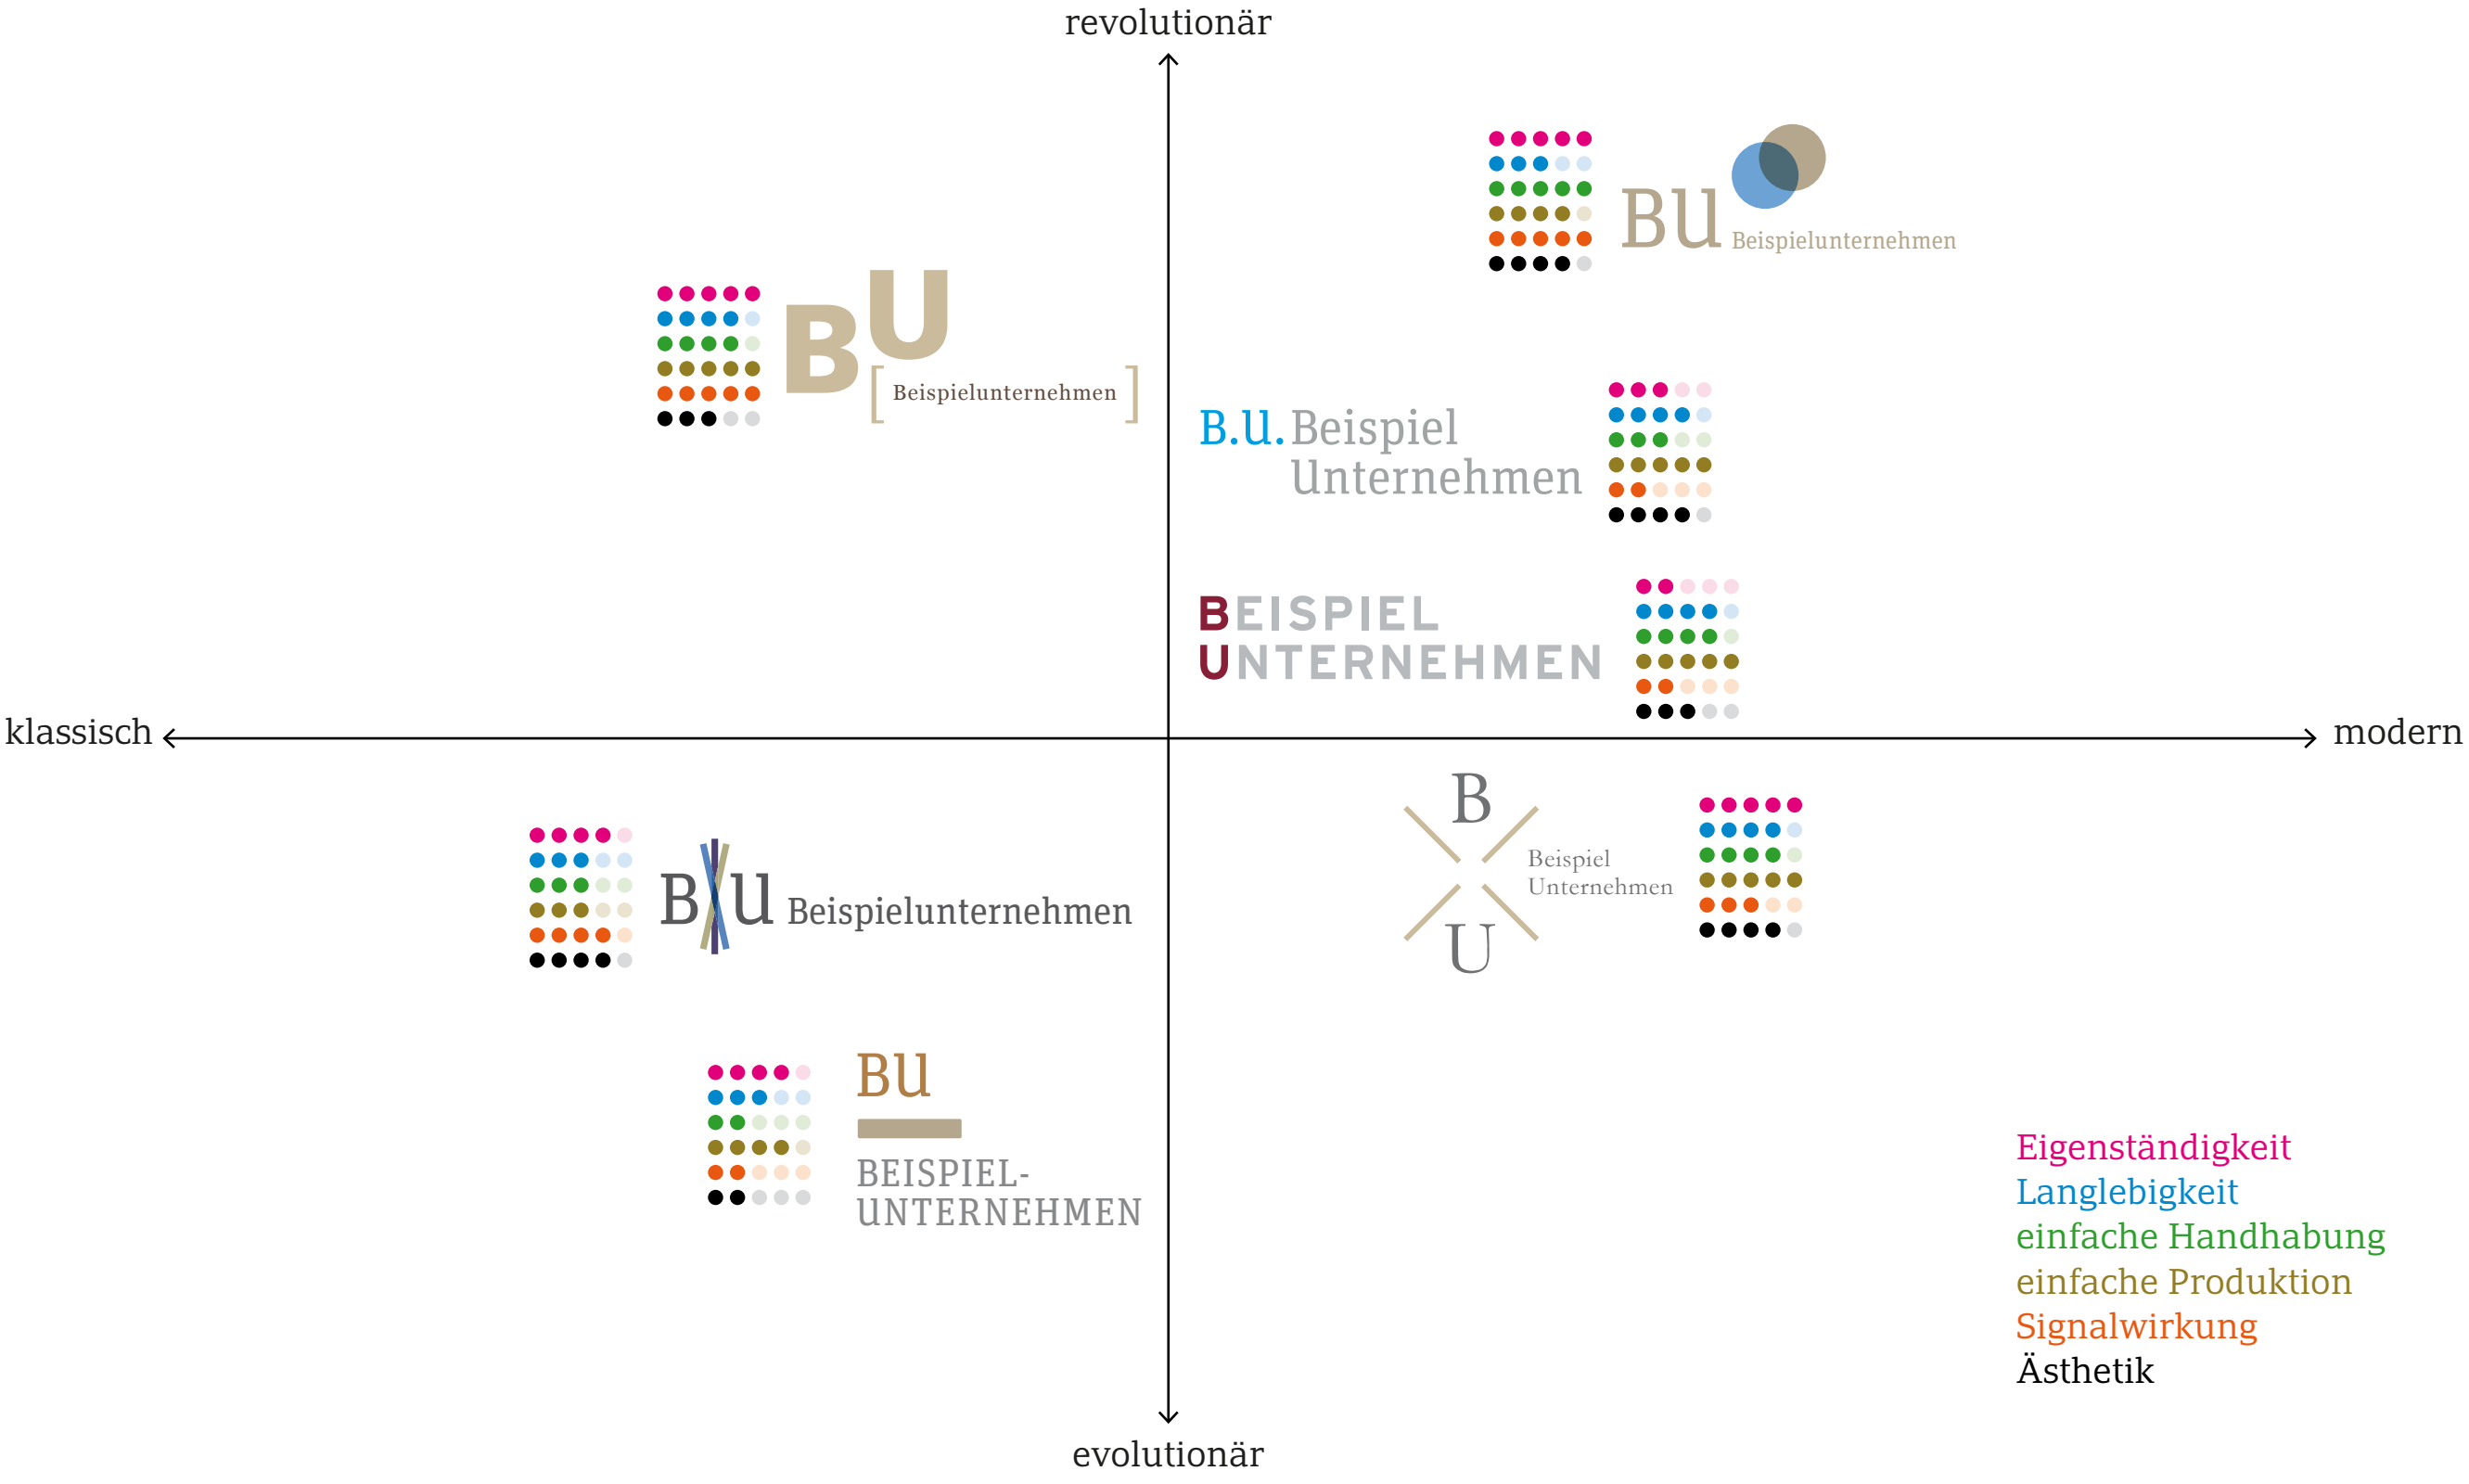 revolutionär
BU
Beispielunternehmen
BU
[ Beispielunternehmen ]
B.U. Beispiel
Unternehmen
BEISPIEL
UNTERNEHMEN
klassisch
modern
B
Beispiel
Unternehmen
U
BU Beispielunternehmen
BU
BEISPIEL-
UNTERNEHMEN
Eigenständigkeit
Langlebigkeit
einfache Handhabung
einfache Produktion
Signalwirkung
Ästhetik
evolutionär